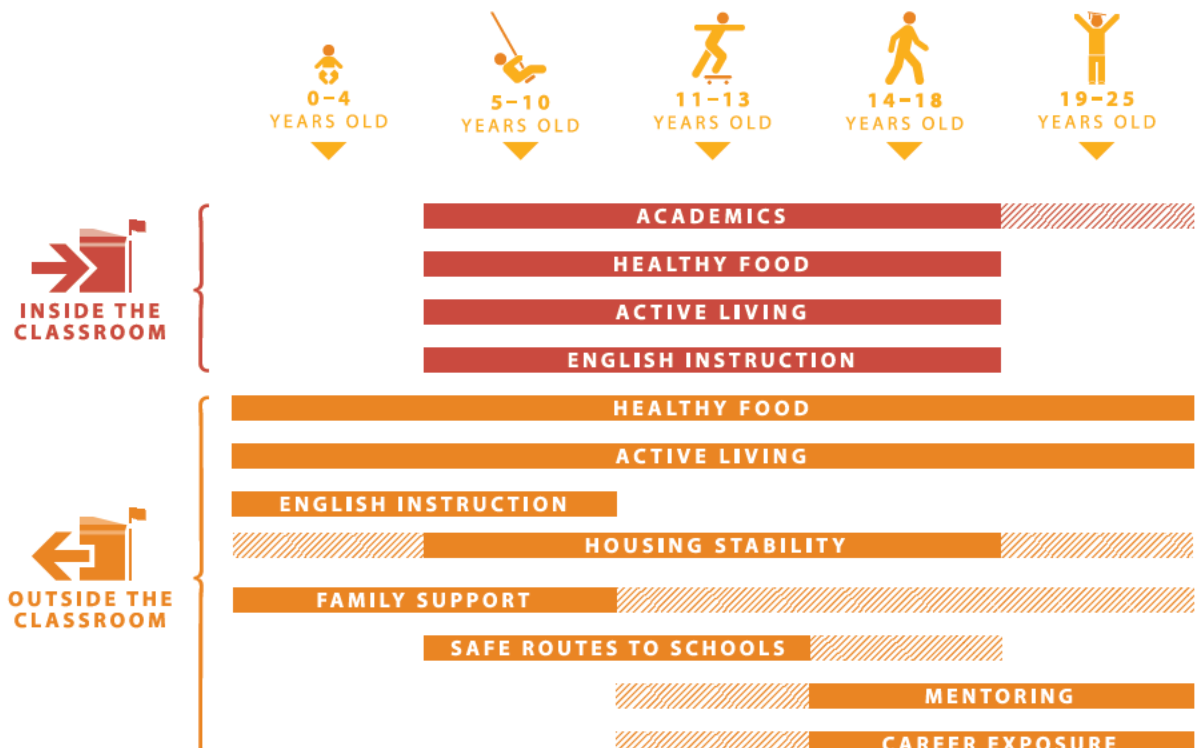 0–4
YEARS OLD
5–10
YEARS OLD
11–13
YEARS OLD
14–18
YEARS OLD
19–25
YEARS OLD
INSIDE THE
CLASSROOM
ACADEMICS
HEALTHY FOOD
ACTIVE LIVING
ENGLISH INSTRUCTION
OUTSIDE THE
CLASSROOM
HEALTHY FOOD
ACTIVE LIVING
ENGLISH INSTRUCTION
HOUSING STABILITY
FAMILY SUPPORT
SAFE ROUTES TO SCHOOLS
MENTORING
CAREER EXPOSURE